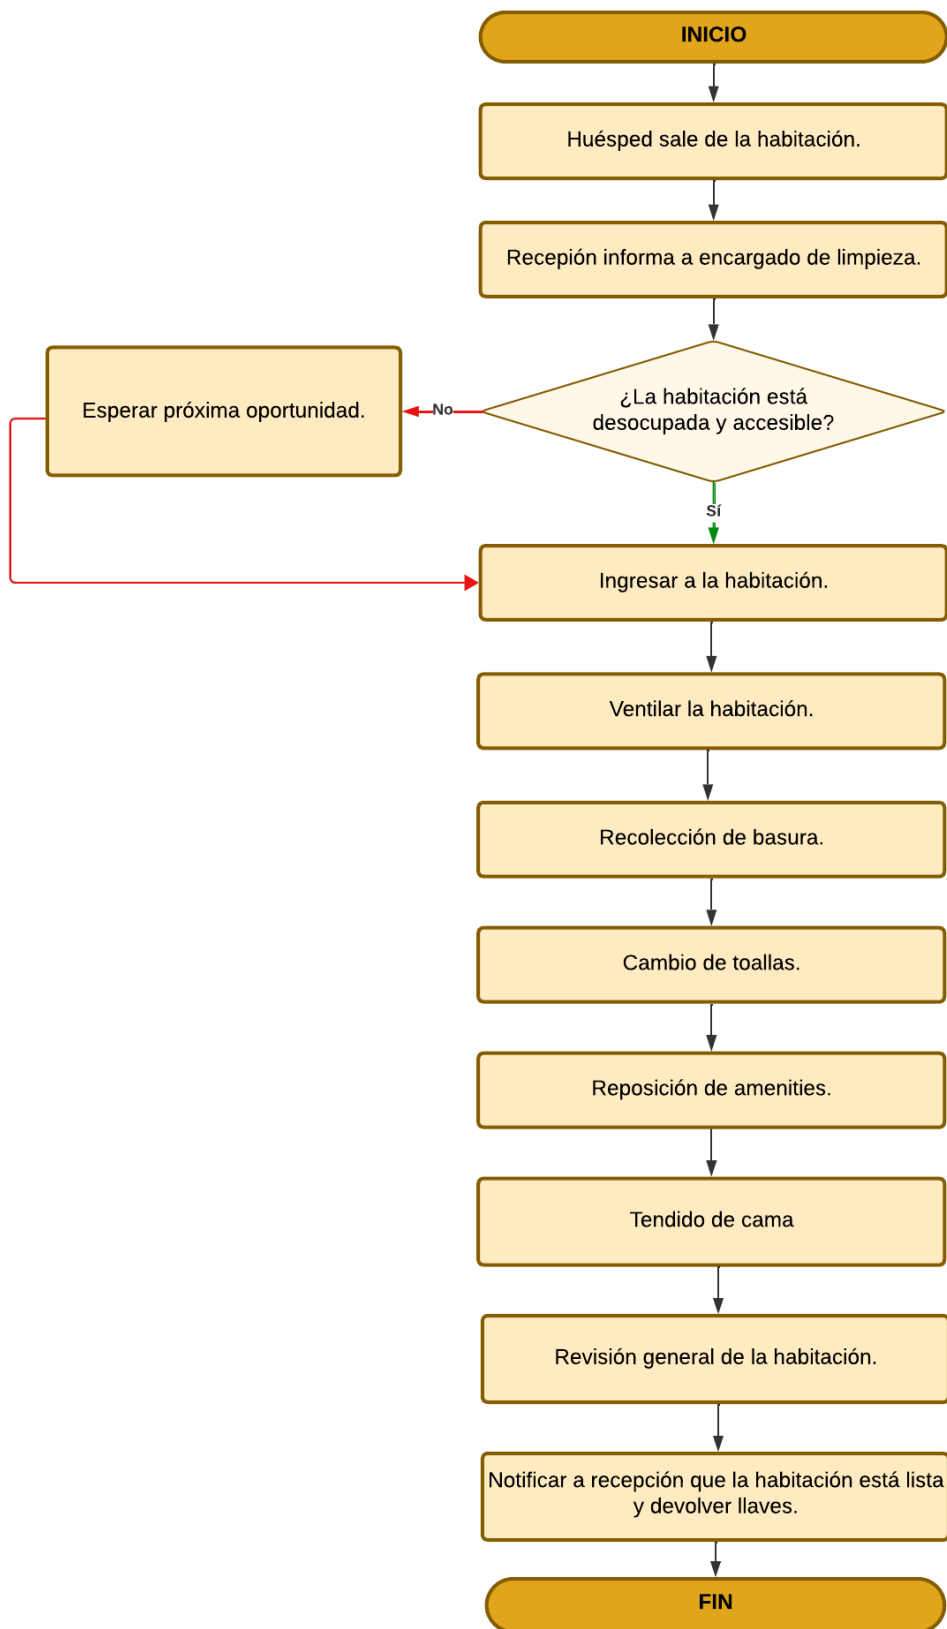 INICIO
Huésped sale de la habitación.
Recepión informa a encargado de limpieza.
¿La habitación está
desocupada y accesible?
No
Esperar próxima oportunidad.
Sí
Ingresar a la habitación.
Ventilar la habitación.
Recolección de basura.
Cambio de toallas.
Reposición de amenities.
Tendido de cama
Revisión general de la habitación.
Notificar a recepción que la habitación está lista
y devolver llaves.
FIN